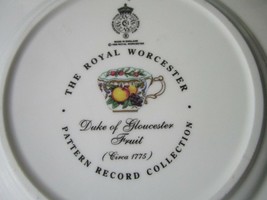 THE ROYAL WORCESTER
Duke of Gloucester
Fruit
(Circa 1775)
PATTERN RECORD COLLECTION